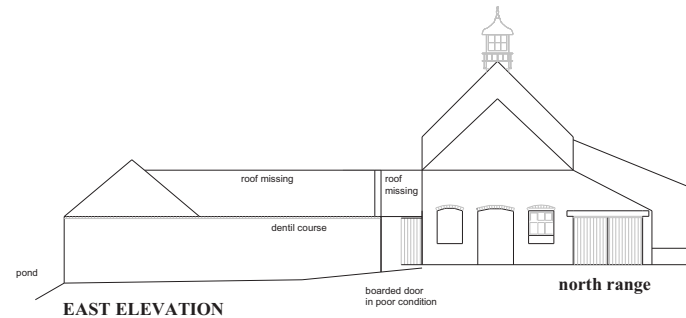 roof missing
roof
missing
dentil course
pond
boarded door
in poor condition
north range
EAST ELEVATION